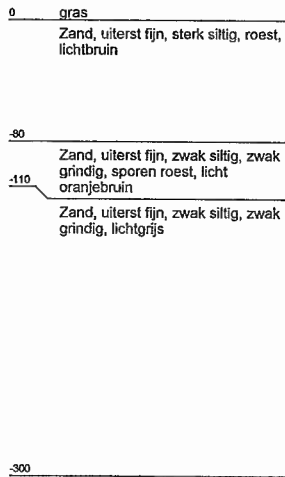 0 gras
Zand, uiterst fijn, sterk siltig, roest,
lichtbruin
-80
Zand, uiterst fijn, zwak siltig, zwak
grindig, sporen roest, licht
oranjebruin
-110
Zand, uiterst fijn, zwak siltig, zwak
grindig, lichtgrijs
-300